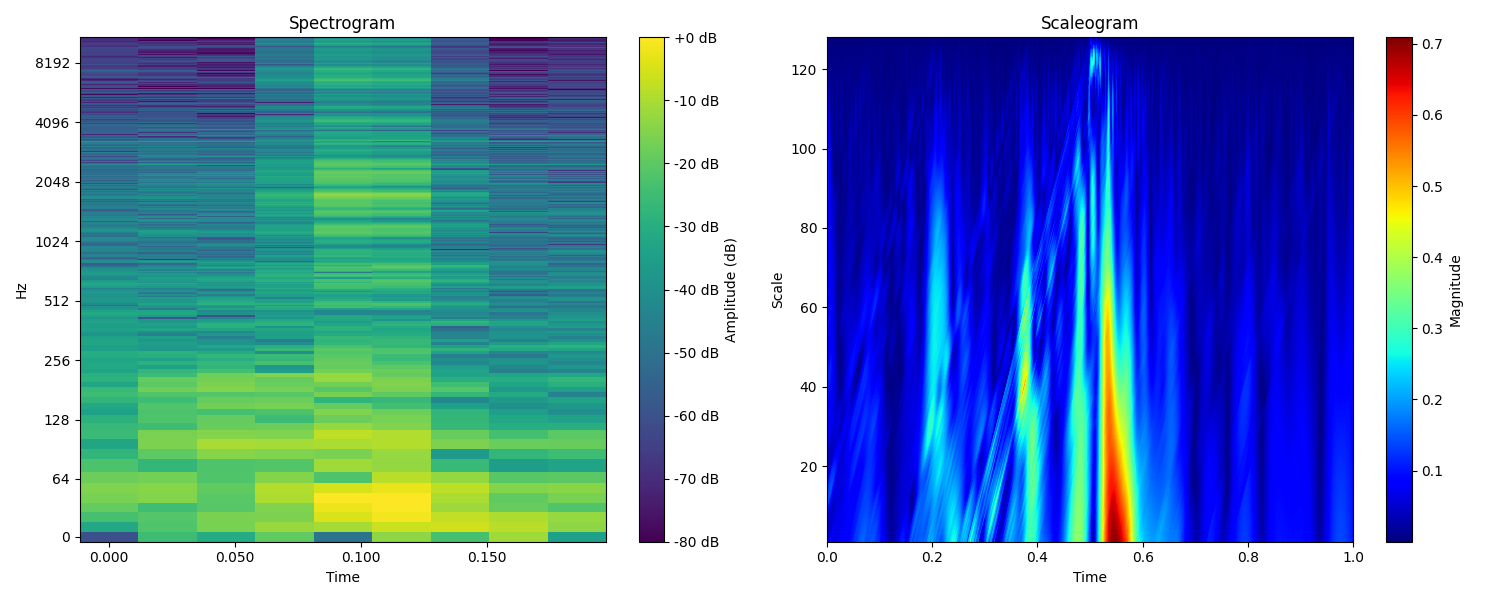 Spectrogram
Hz
8192
4096
2048
1024
512
256
128
64
0
0.000 0.050 0.100 0.150
Time
+0 dB
-10 dB
-20 dB
-30 dB
-40 dB
-50 dB
-60 dB
-70 dB
-80 dB
Amplitude (dB)
Scaleogram
Scale
120
100
80
60
40
20
0.0 0.2 0.4 0.6 0.8 1.0
Time
0.7
0.6
0.5
0.4
0.3
0.2
0.1
Magnitude